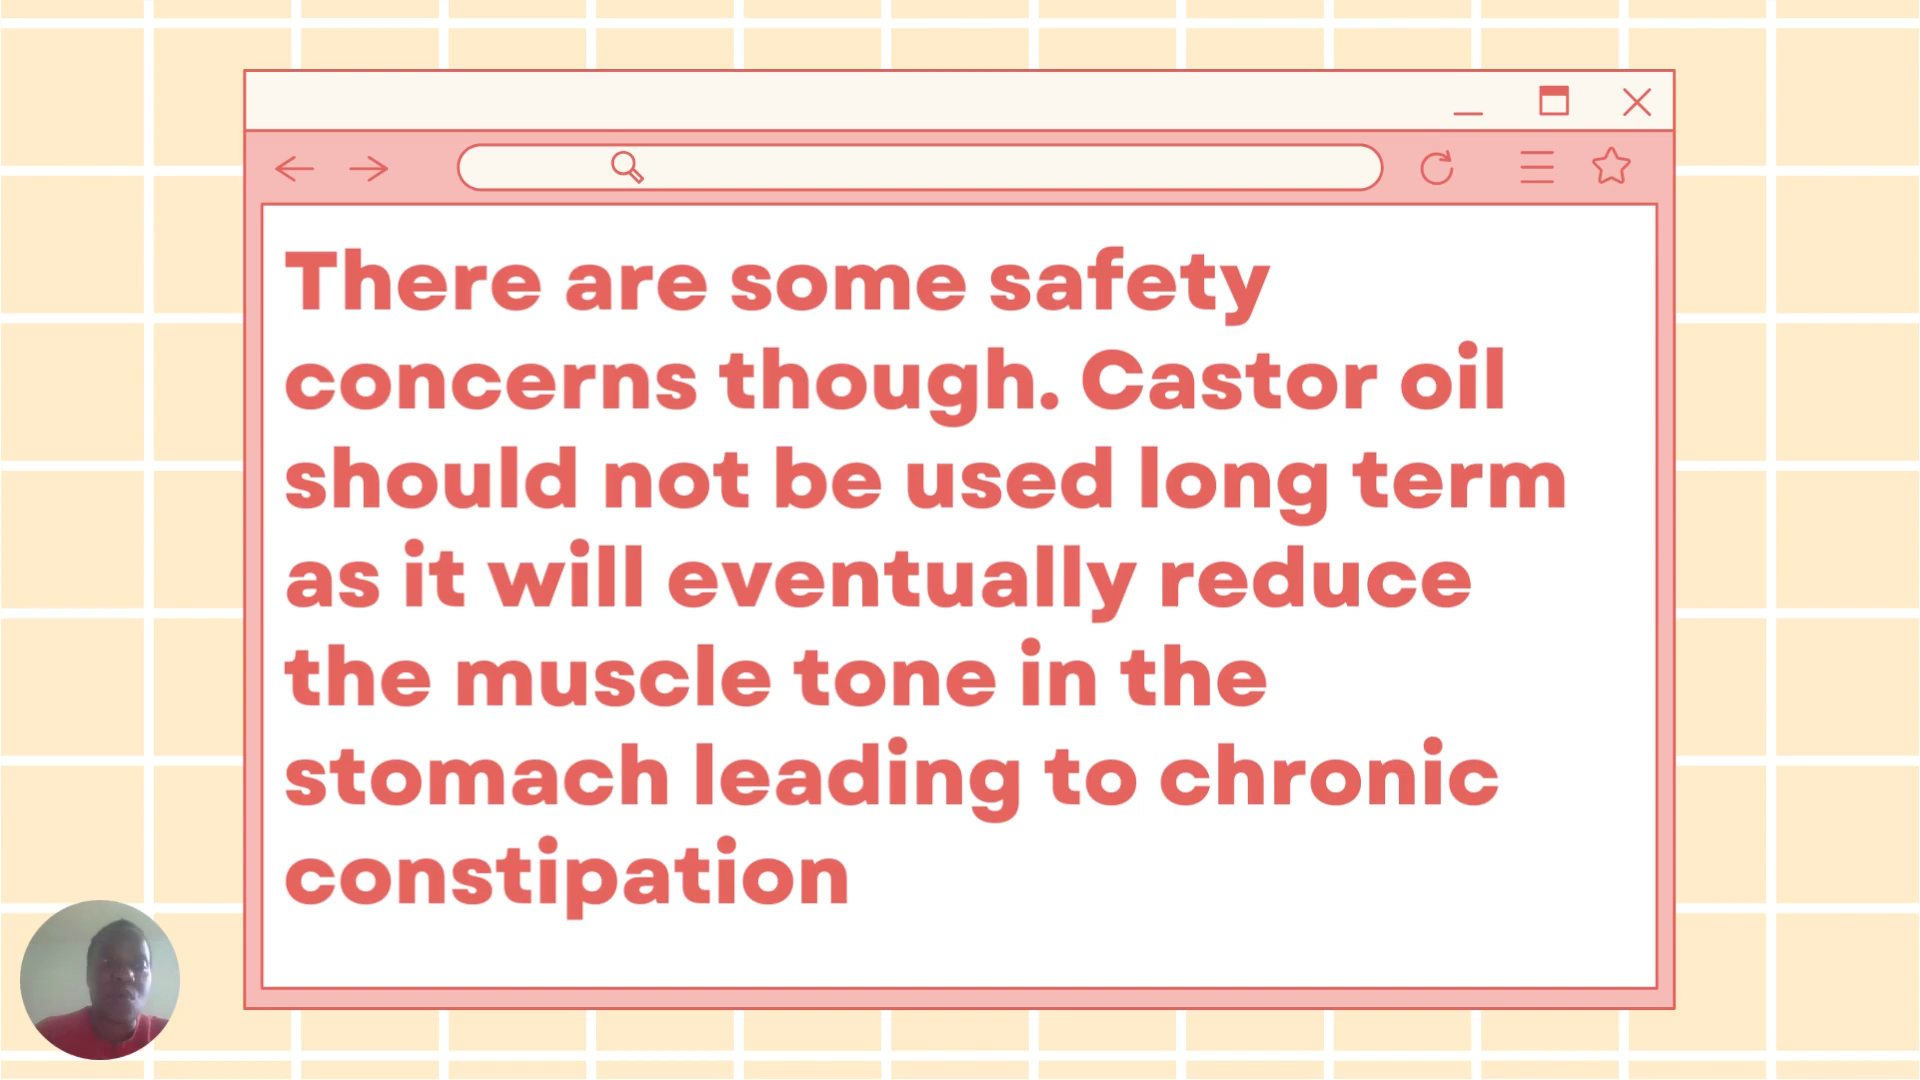 There are some safety
concerns though. Castor oil
should not be used long term
as it will eventually reduce
the muscle tone in the
stomach leading to chronic
constipation